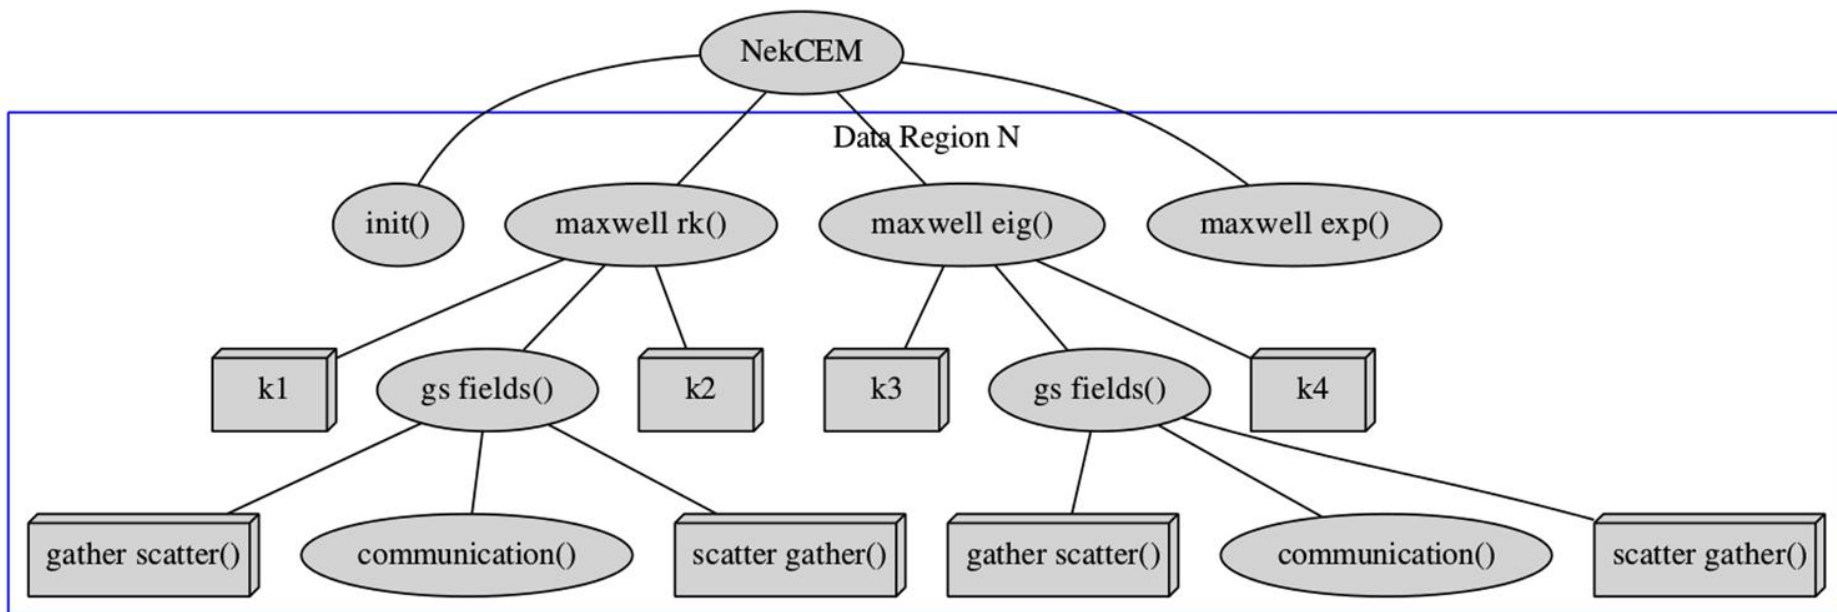 NekCEM
Data Region N
init()
maxwell rk()
maxwell eig()
maxwell exp()
k1
gs fields()
k2
k3
gs fields()
k4
gather scatter()
communication()
scatter gather()
gather scatter()
communication()
scatter gather()